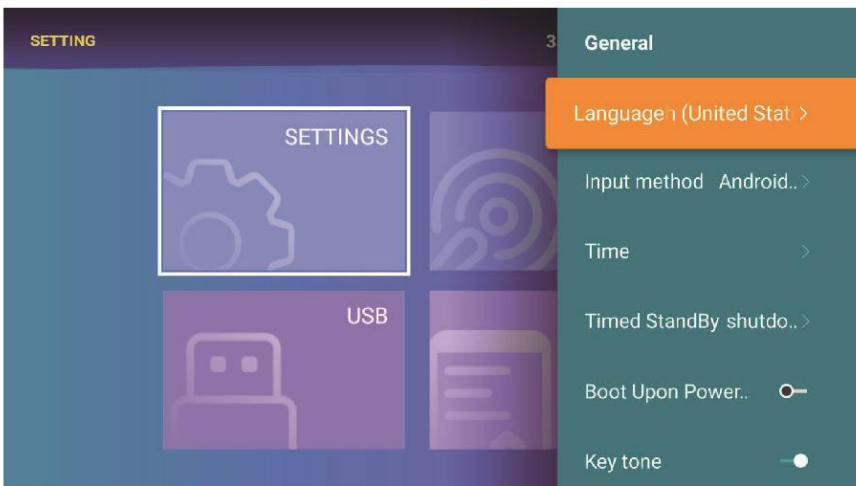 SETTING
3
General
Languageh (United Stat >
SETTINGS
Input method Android.. >
Time >
USB
Timed StandBy shutdo.. >
Boot Upon Power..
Key tone